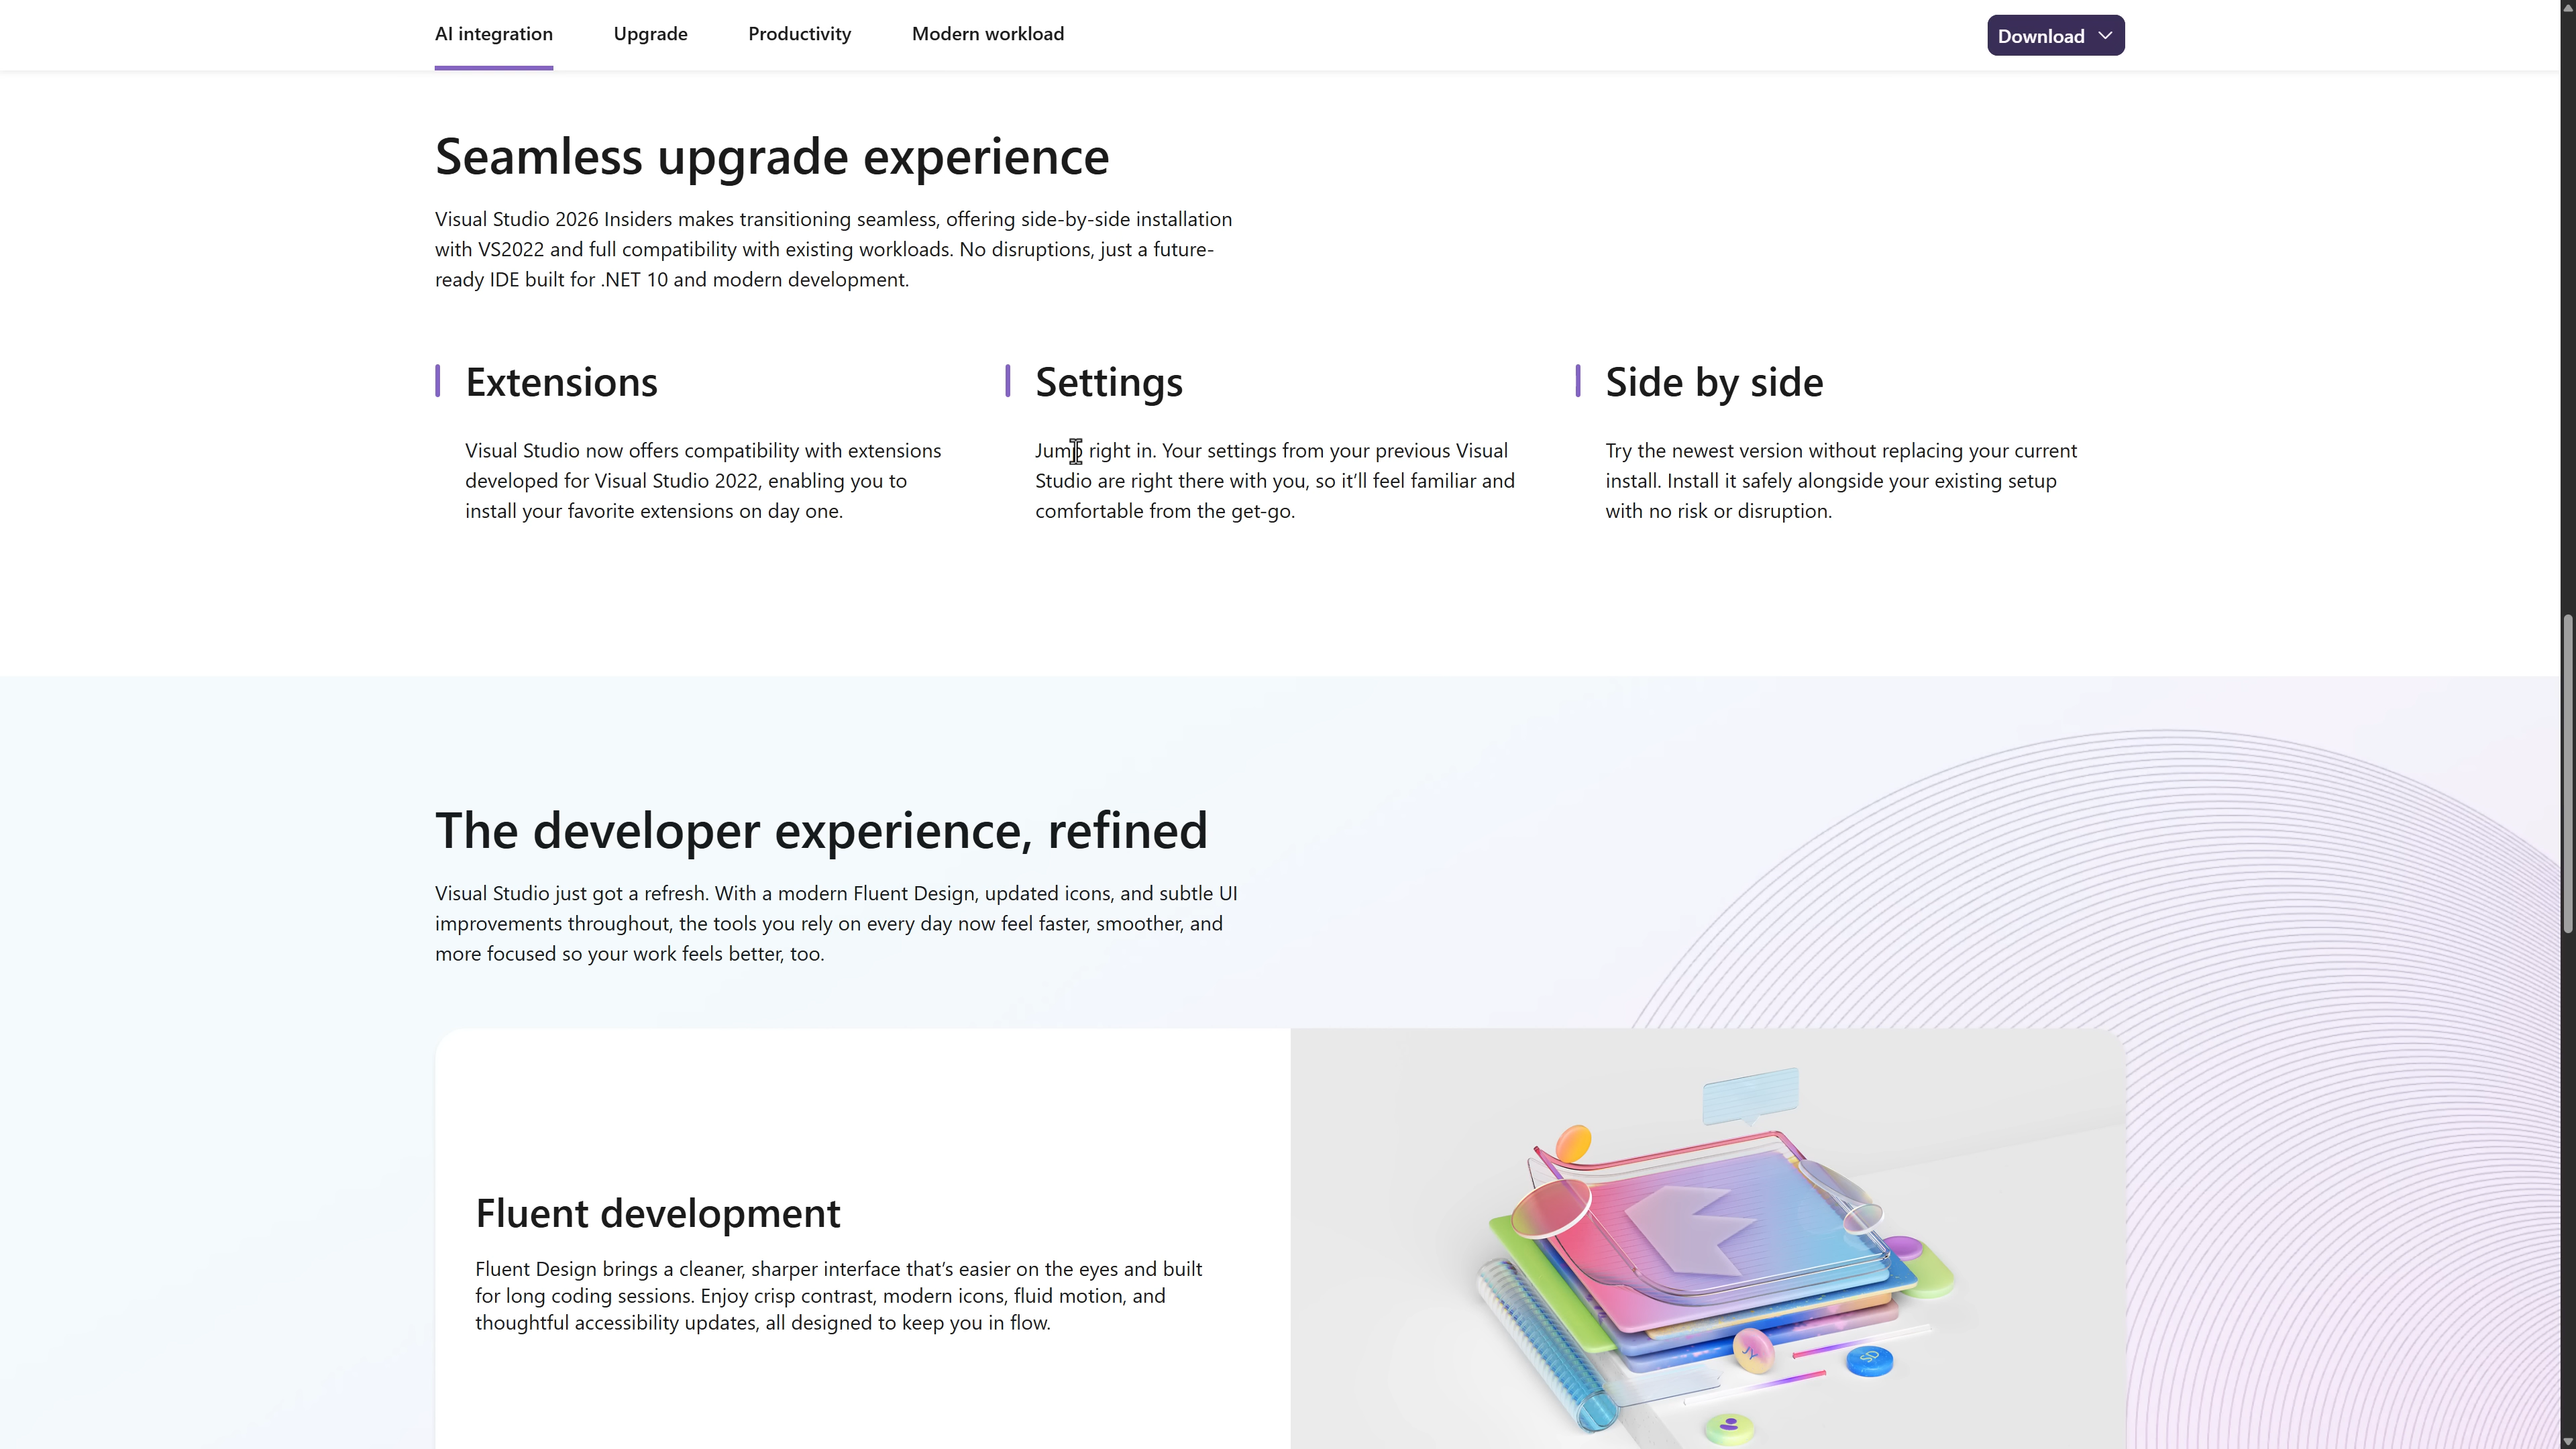 AI integration
Upgrade
Productivity
Modern workload
Download
Seamless upgrade experience
Visual Studio 2026 Insiders makes transitioning seamless, offering side-by-side installation
with VS2022 and full compatibility with existing workloads. No disruptions, just a future-
ready IDE built for .NET 10 and modern development.
Extensions
Visual Studio now offers compatibility with extensions
developed for Visual Studio 2022, enabling you to
install your favorite extensions on day one.
Settings
Jump right in. Your settings from your previous Visual
Studio are right there with you, so it’ll feel familiar and
comfortable from the get-go.
Side by side
Try the newest version without replacing your current
install. Install it safely alongside your existing setup
with no risk or disruption.
The developer experience, refined
Visual Studio just got a refresh. With a modern Fluent Design, updated icons, and subtle UI
improvements throughout, the tools you rely on every day now feel faster, smoother, and
more focused so your work feels better, too.
Fluent development
Fluent Design brings a cleaner, sharper interface that’s easier on the eyes and built
for long coding sessions. Enjoy crisp contrast, modern icons, fluid motion, and
thoughtful accessibility updates, all designed to keep you in flow.
JY
SD